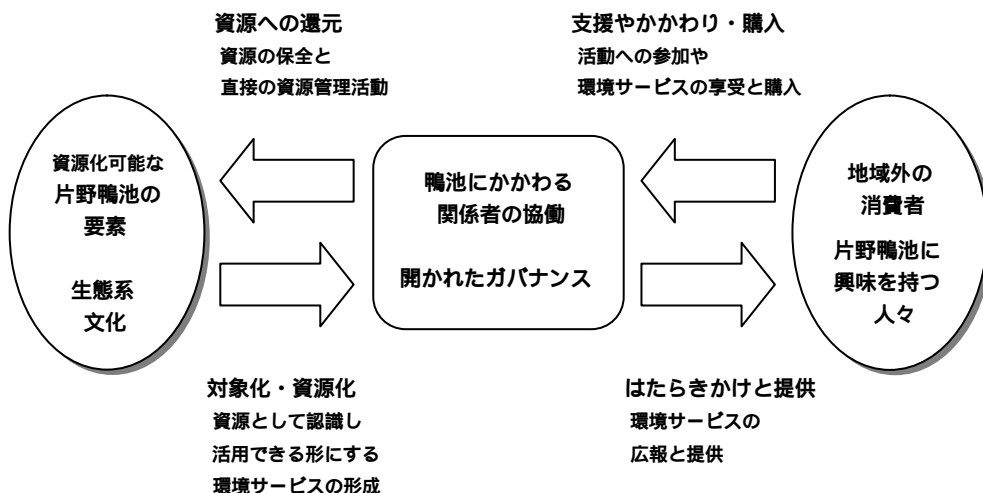 資源への還元
資源の保全と
直接の資源管理活動
支援やかかわり・購入
活動への参加や
環境サービスの享受と購入
資源化可能な
片野鴨池の
要素
生態系
文化
鴨池にかかわる
関係者の協働
開かれたガバナンス
地域外の
消費者
片野鴨池に
興味を持つ
人々
対象化・資源化
資源として認識し
活用できる形にする
環境サービスの形成
はたらきかけと提供
環境サービスの
広報と提供